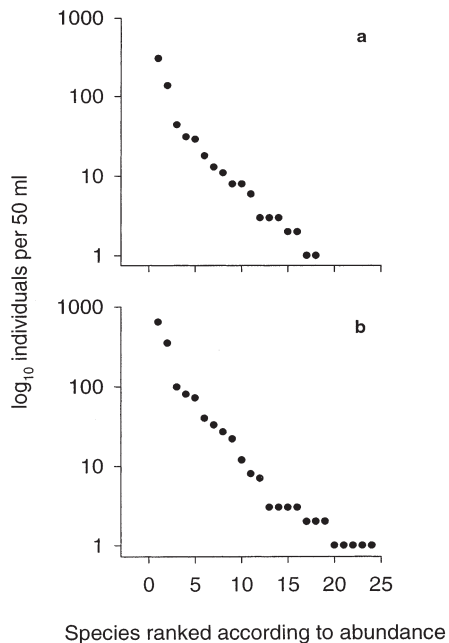 1000
a
100
10
1
log10 individuals per 50 ml
1000
b
100
10
1
0 5 10 15 20 25
Species ranked according to abundance